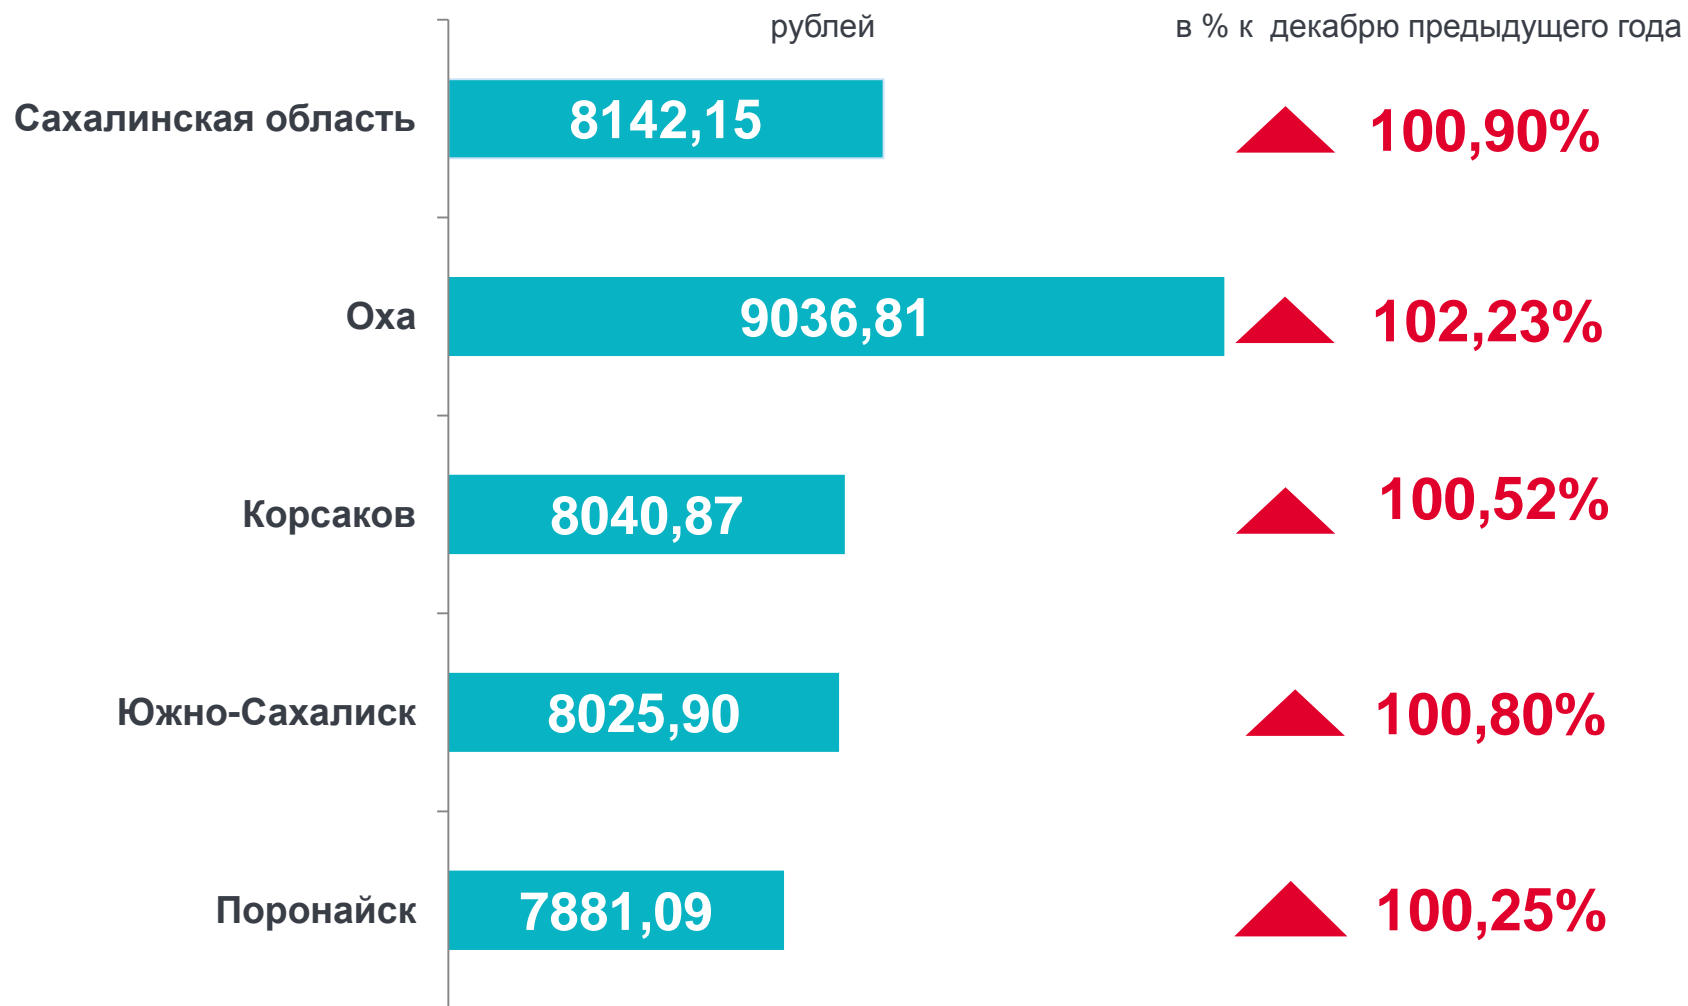 рублей
в % к декабрю предыдущего года
Сахалинская область
8142,15
100,90%
Оха
9036,81
102,23%
Корсаков
8040,87
100,52%
Южно-Сахалиск
8025,90
100,80%
Поронайск
7881,09
100,25%